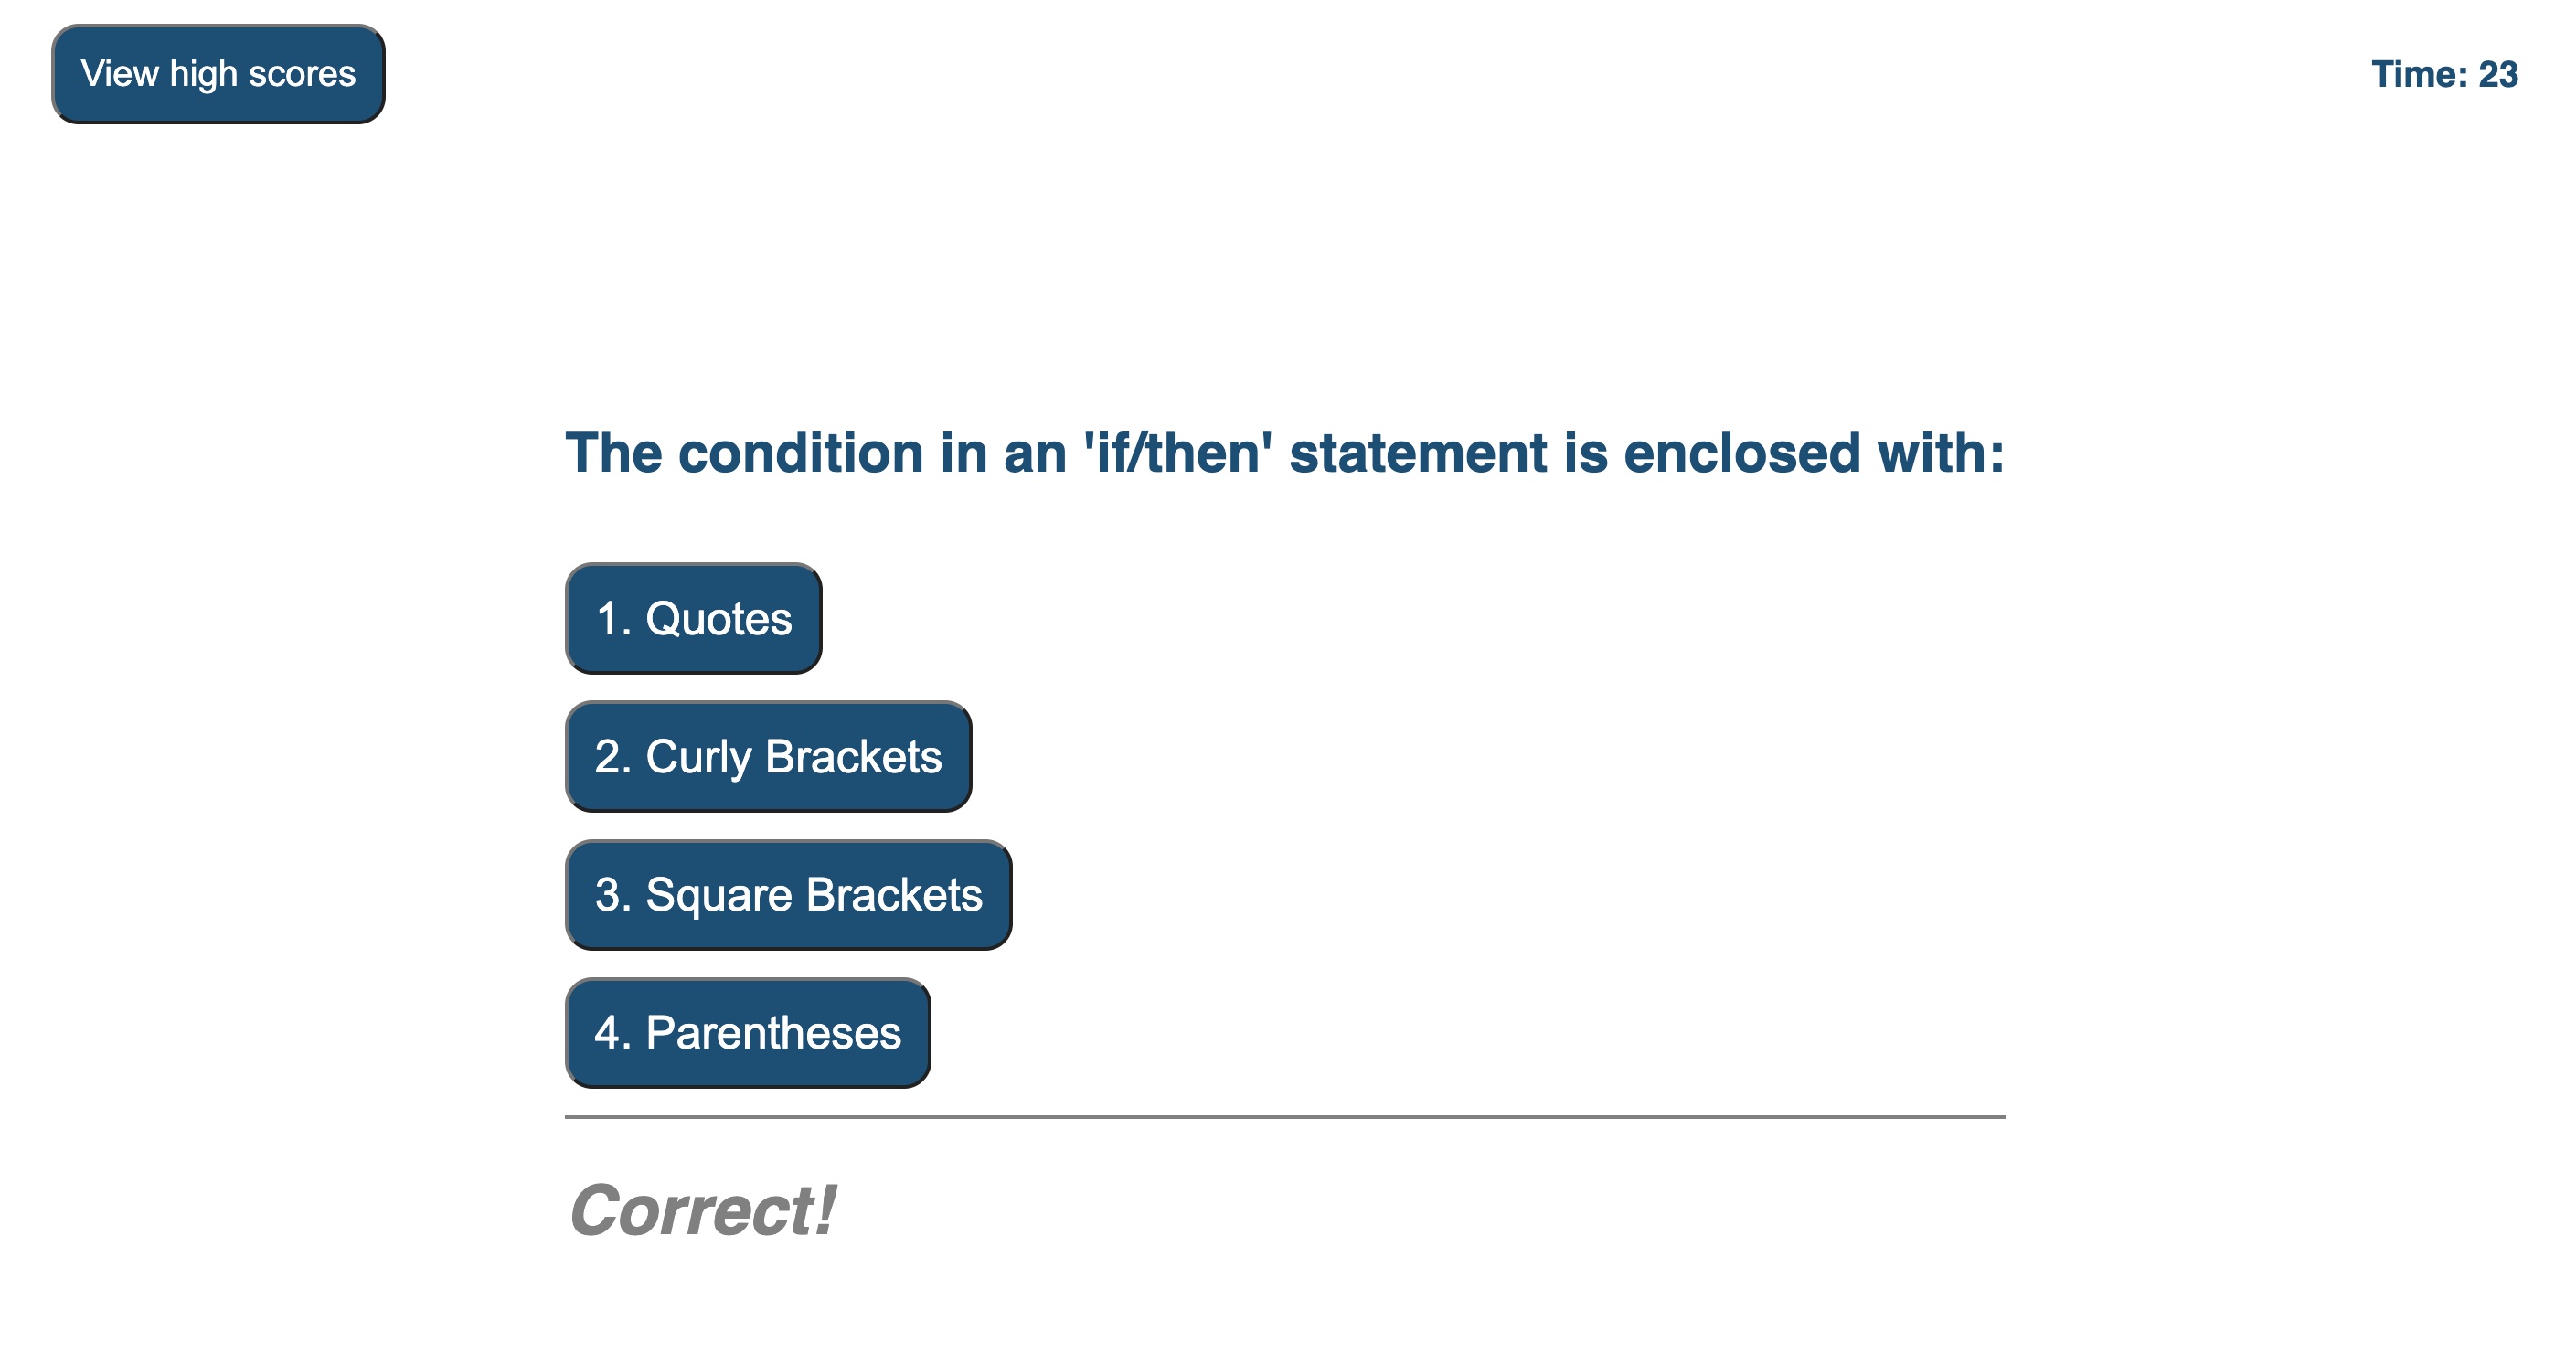 View high scores
Time: 23
The condition in an 'if/then' statement is enclosed with:
1. Quotes
2. Curly Brackets
3. Square Brackets
4. Parentheses
Correct!